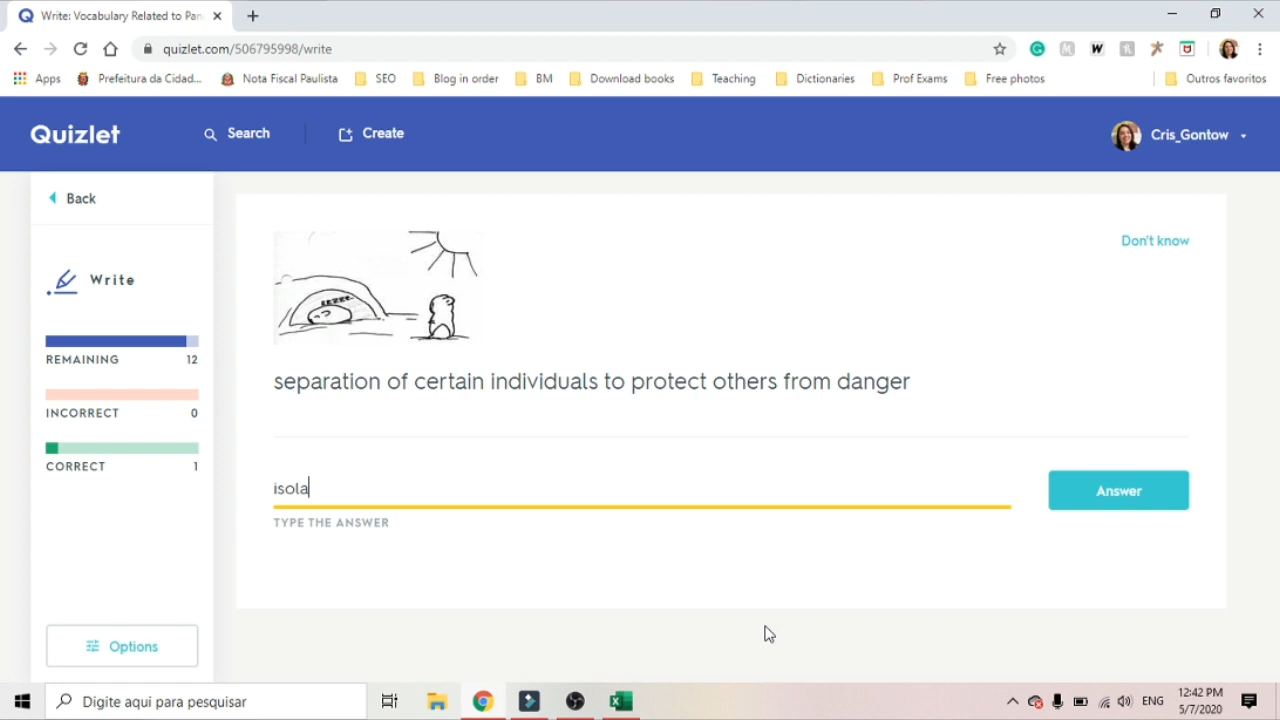 Write: Vocabulary Related to Pan
quizlet.com/506795998/write
Apps Prefeitura da Cidad... Nota Fiscal Paulista SEO Blog in order BM Download books Teaching Dictionaries Prof Exams Free photos Outros favoritos
Quizlet Search Create Cris_Gontow
Back
Write
REMAINING 12
INCORRECT 0
CORRECT 1
Options
Don't know
separation of certain individuals to protect others from danger
isola
TYPE THE ANSWER
Answer
Digite aqui para pesquisar
ENG
12:42 PM
5/7/2020